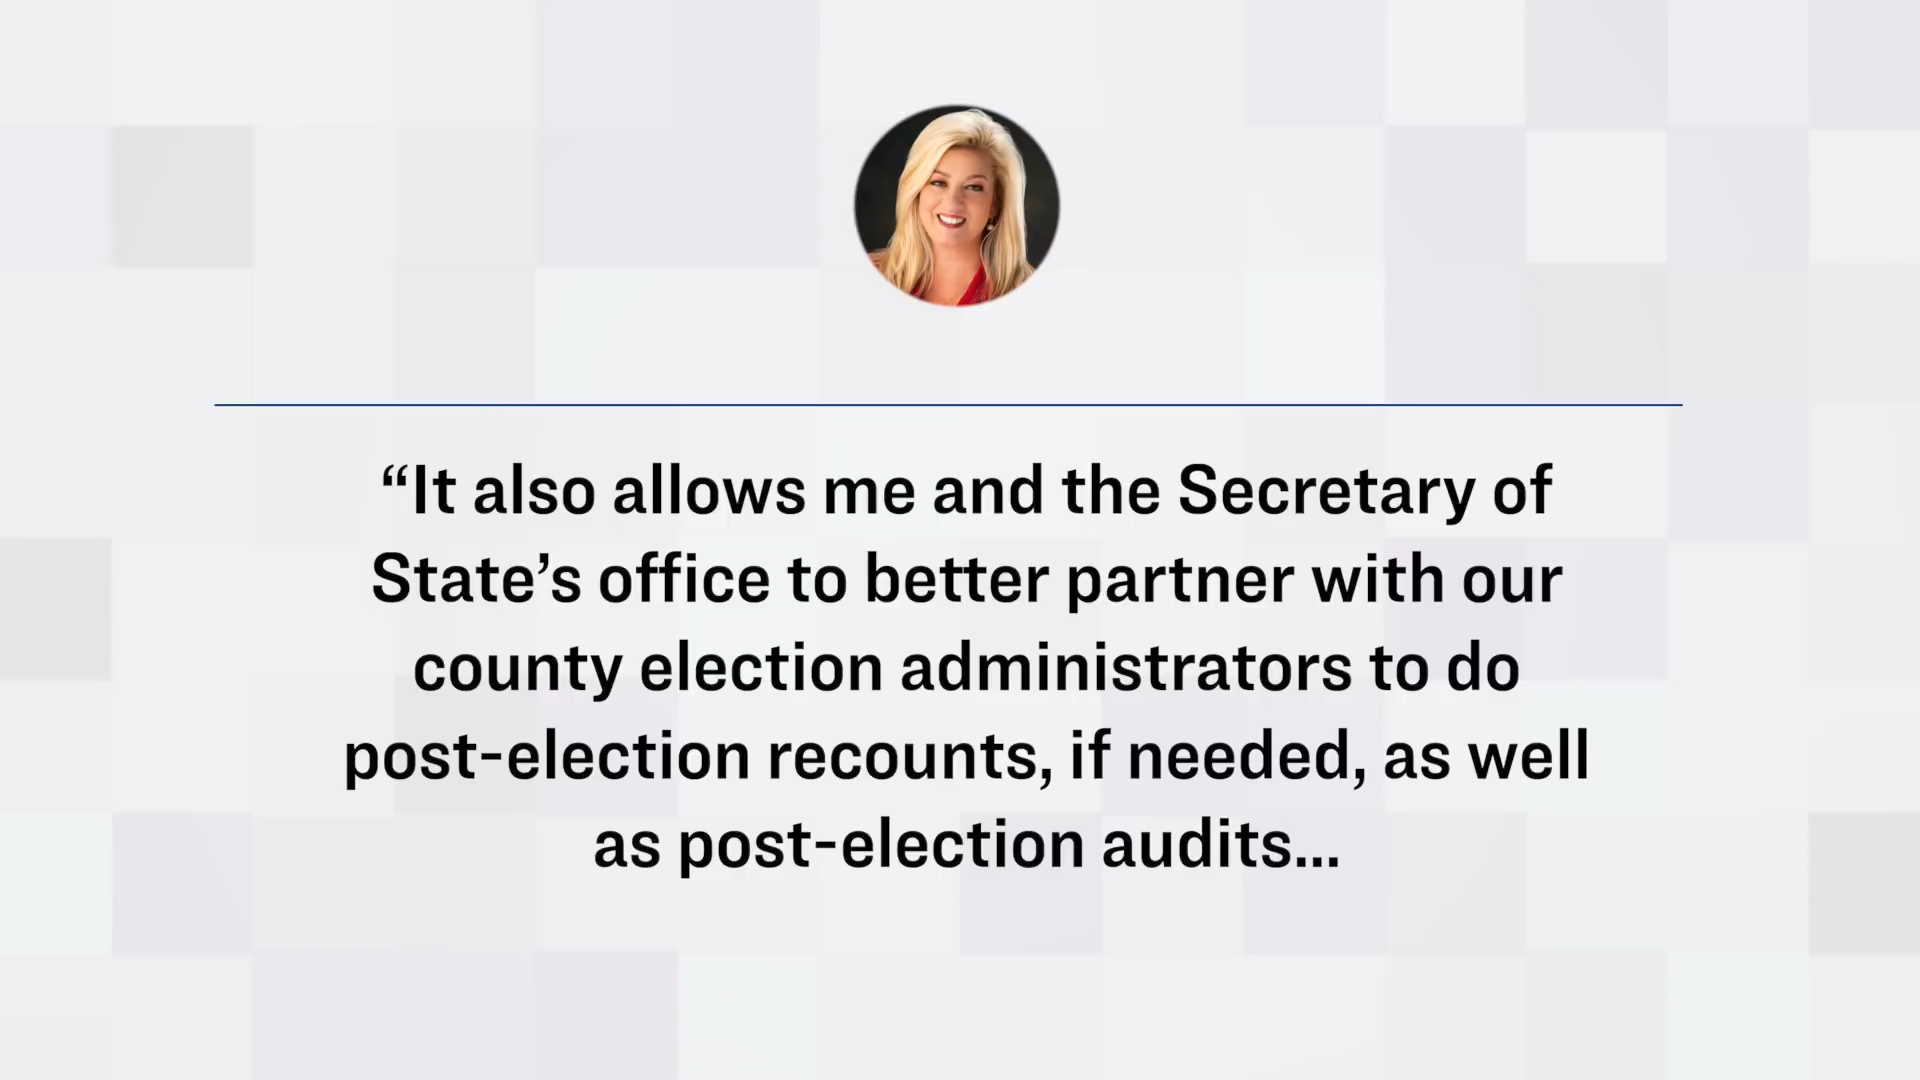 “It also allows me and the Secretary of
State’s office to better partner with our
county election administrators to do
post-election recounts, if needed, as well
as post-election audits...